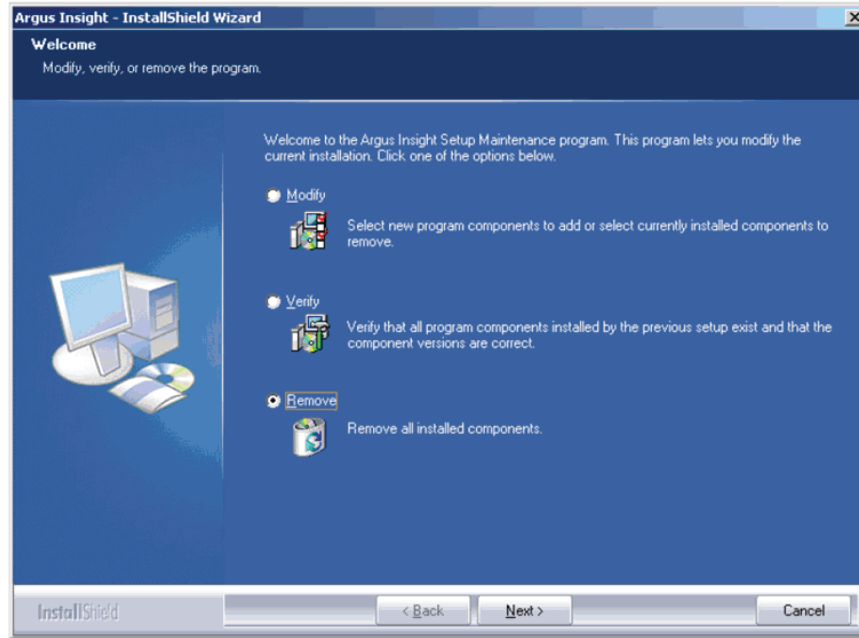 Argus Insight - InstallShield Wizard
Welcome
Modify, verify, or remove the program.
Welcome to the Argus Insight Setup Maintenance program. This program lets you modify the
current installation. Click one of the options below.
Modify
Select new program components to add or select currently installed components to
remove.
Verify
Verify that all program components installed by the previous setup exist and that the
component versions are correct.
Remove
Remove all installed components.
InstallShield
< Back
Next >
Cancel